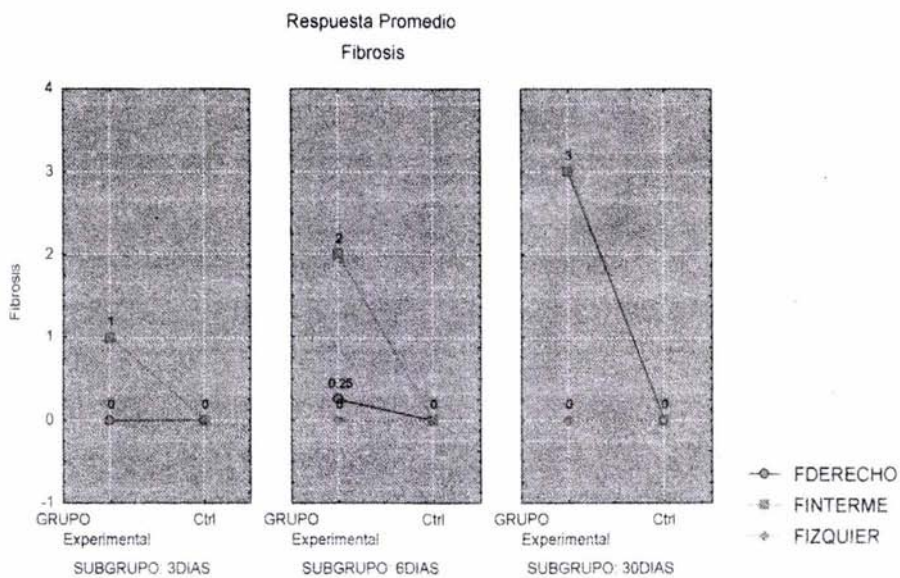 Respuesta Promedio
Fibrosis
4
3
2
1
0
-1
Fibrosis
1
0
0
2
0.25
0
0
3
0
0
GRUPO
Experimental
Ctrl
SUBGRUPO: 3DIAS
GRUPO
Experimental
Ctrl
SUBGRUPO: 6DIAS
GRUPO
Experimental
Ctrl
SUBGRUPO: 30DIAS
FDERECHO
FINTERME
FIZQUIER